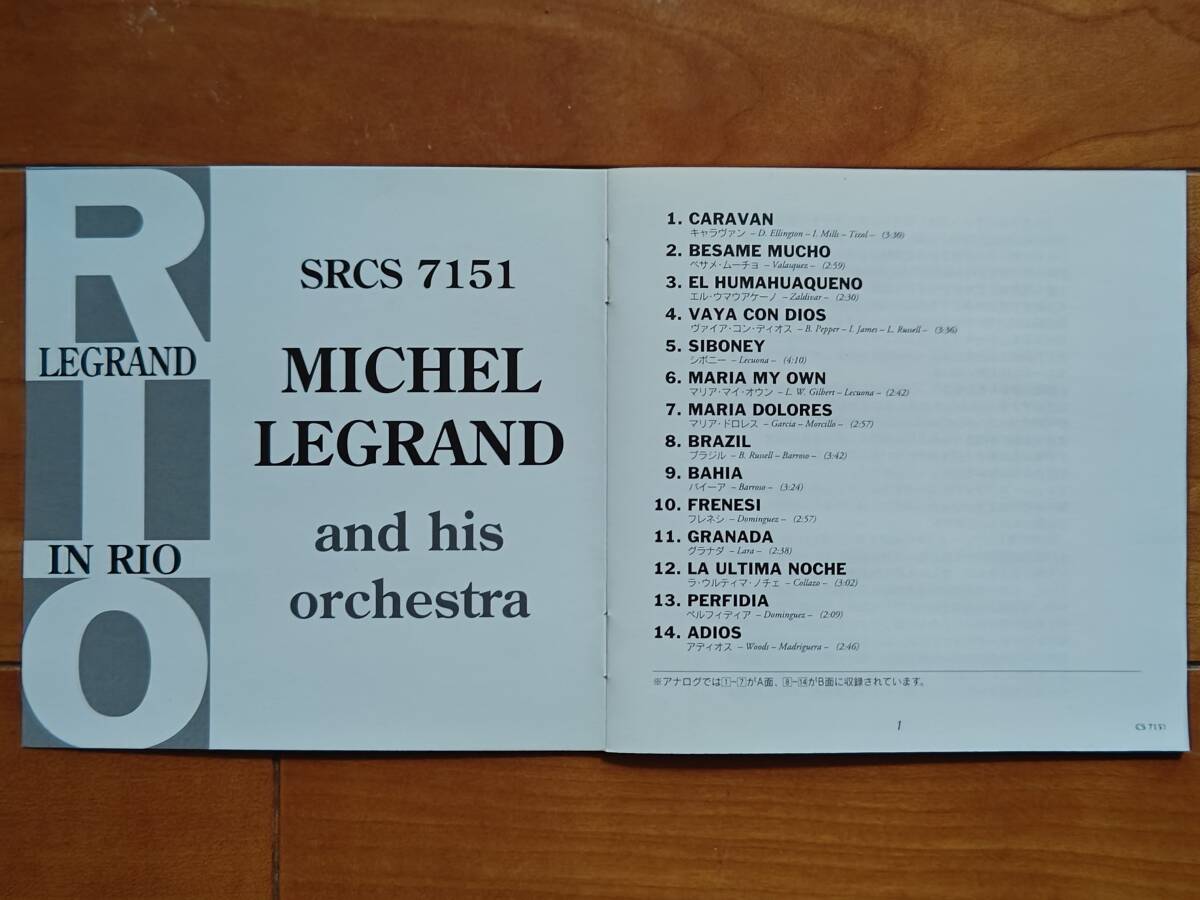 R
LEGRAND
I
IN RIO
O
SRCS 7151
MICHEL
LEGRAND
and his
orchestra
1. CARAVAN
キャラヴァン – D. Ellington – I. Mills – Tizol – (3:30)
2. BESAME MUCHO
ベサメ・ムーチョ – Valasquez – (2:59)
3. EL HUMAHUAQUENO
エル・ウマウアケーノ – Zaldivar – (2:30)
4. VAYA CON DIOS
ヴァイア・コン・ディオス – B. Pepper – I. James – L. Russell – (3:36)
5. SIBONEY
シボニー – Lecuona – (4:10)
6. MARIA MY OWN
マリア・マイ・オウン – L. W. Gilbert – Lecuona – (2:42)
7. MARIA DOLORES
マリア・ドロレス – Garcia – Morcillo – (2:57)
8. BRAZIL
ブラジル – B. Russell – Barroso – (3:42)
9. BAHIA
バイーア – Barroso – (3:24)
10. FRENESI
フレネシ – Dominguez – (2:57)
11. GRANADA
グラナダ – Lara – (2:38)
12. LA ULTIMA NOCHE
ラ・ウルティマ・ノチェ – Collazo – (3:02)
13. PERFIDIA
ペルフィディア – Dominguez – (2:09)
14. ADIOS
アディオス – Woods – Madriguera – (2:46)
※アナログでは1~7がA面、8~14がB面に収録されています。
1
CS 7151